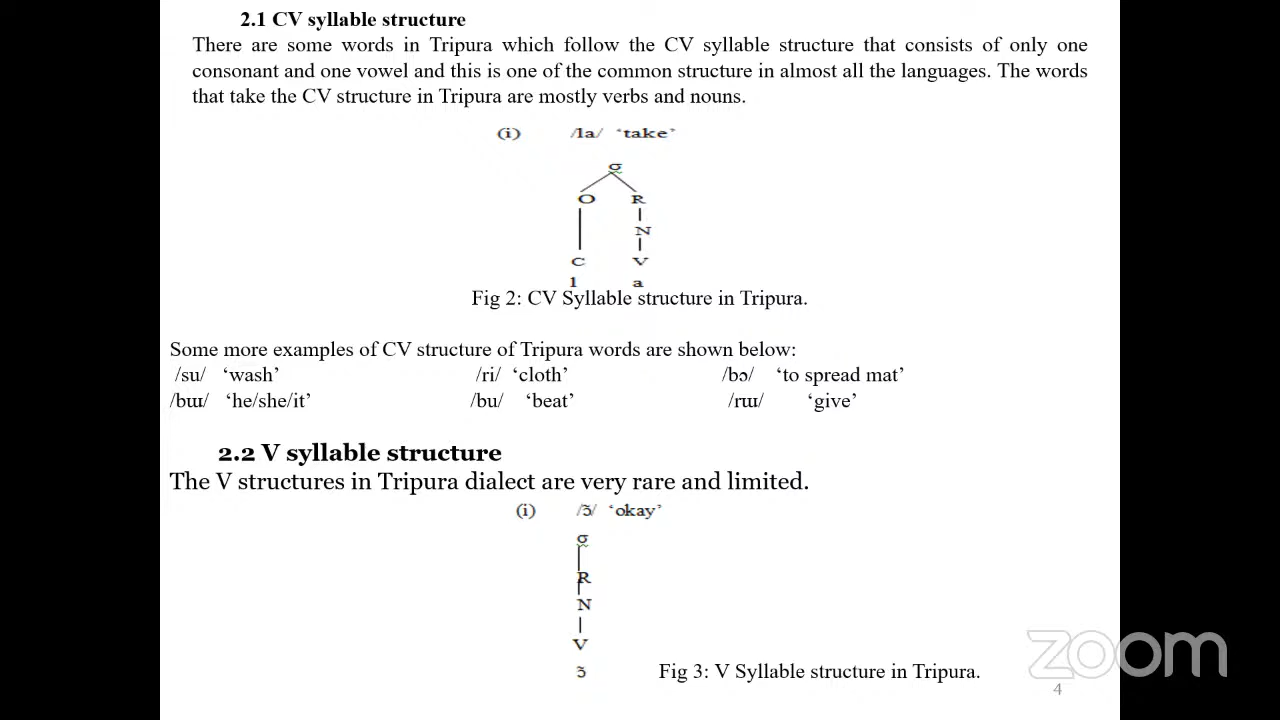 2.1 CV syllable structure
There are some words in Tripura which follow the CV syllable structure that consists of only one
consonant and one vowel and this is one of the common structure in almost all the languages. The words
that take the CV structure in Tripura are mostly verbs and nouns.
(i) /la/ ‘take’
σ
O R
N
C V
l a
Fig 2: CV Syllable structure in Tripura.
Some more examples of CV structure of Tripura words are shown below:
/su/ ‘wash’ /ri/ ‘cloth’ /bɔ/ ‘to spread mat’
/bɯ/ ‘he/she/it’ /bu/ ‘beat’ /rɯ/ ‘give’
2.2 V syllable structure
The V structures in Tripura dialect are very rare and limited.
(i) /ɔ̃/ ‘okay’
σ
R
N
V
ɔ̃ Fig 3: V Syllable structure in Tripura.
zoom
4